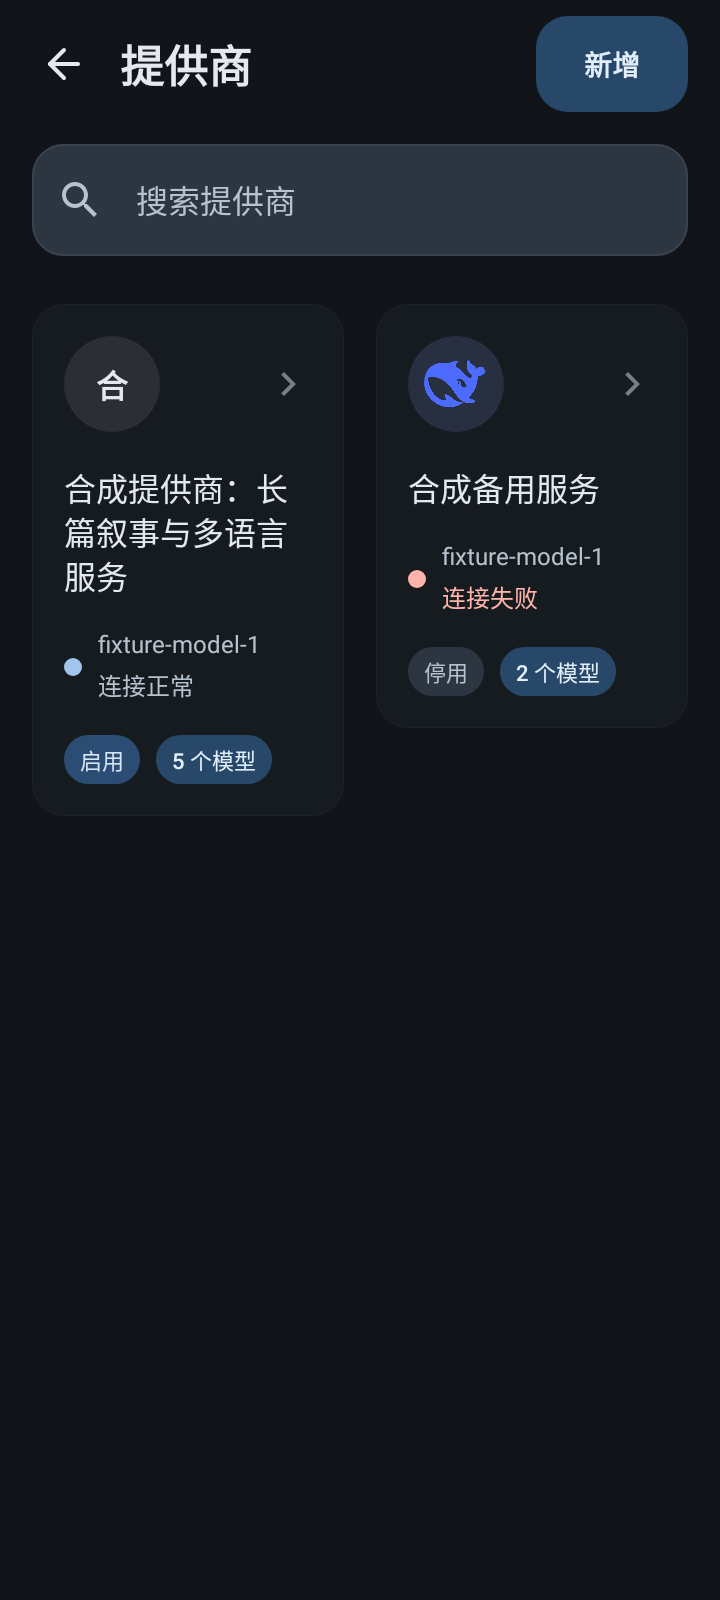 提供商
新增
搜索提供商
合
合成提供商：长
篇叙事与多语言
服务
fixture-model-1
连接正常
启用
5 个模型
合成备用服务
fixture-model-1
连接失败
停用
2 个模型